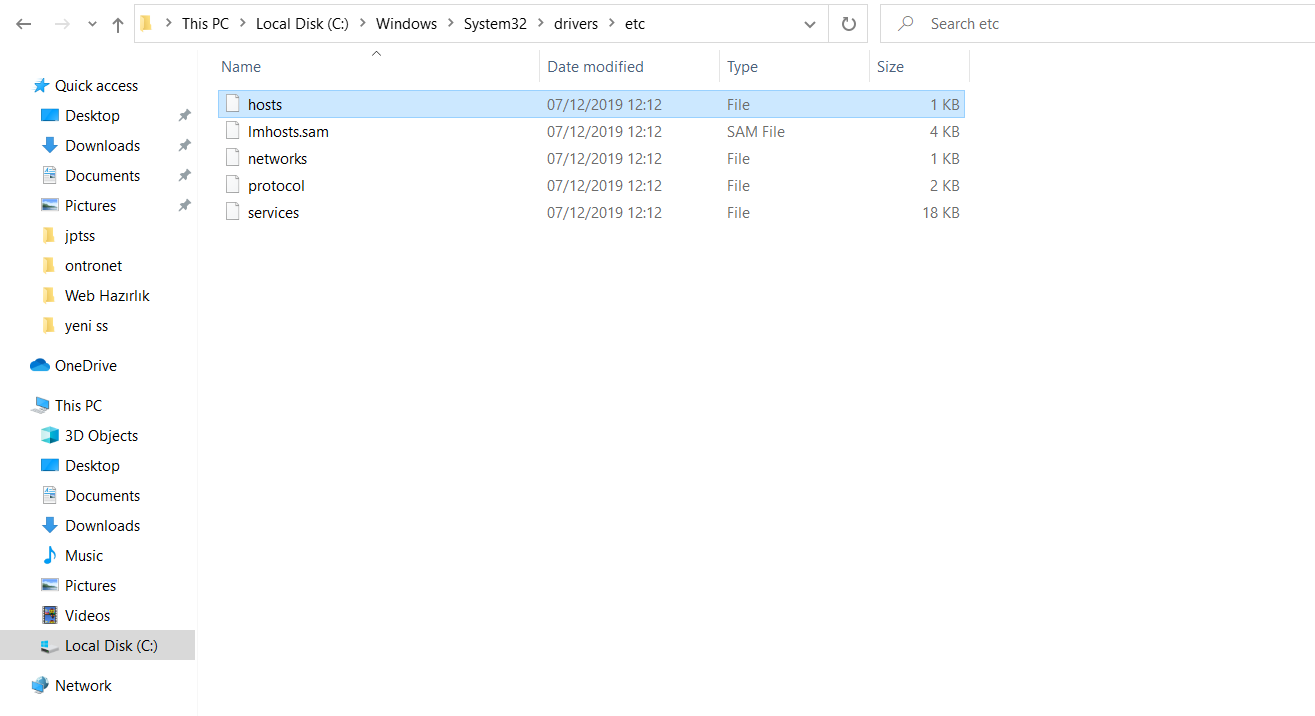 This PC > Local Disk (C:) > Windows > System32 > drivers > etc
Search etc
Name Date modified Type Size
hosts 07/12/2019 12:12 File 1 KB
lmhosts.sam 07/12/2019 12:12 SAM File 4 KB
networks 07/12/2019 12:12 File 1 KB
protocol 07/12/2019 12:12 File 2 KB
services 07/12/2019 12:12 File 18 KB
Quick access
Desktop
Downloads
Documents
Pictures
jptss
ontronet
Web Hazırlık
yeni ss
OneDrive
This PC
3D Objects
Desktop
Documents
Downloads
Music
Pictures
Videos
Local Disk (C:)
Network